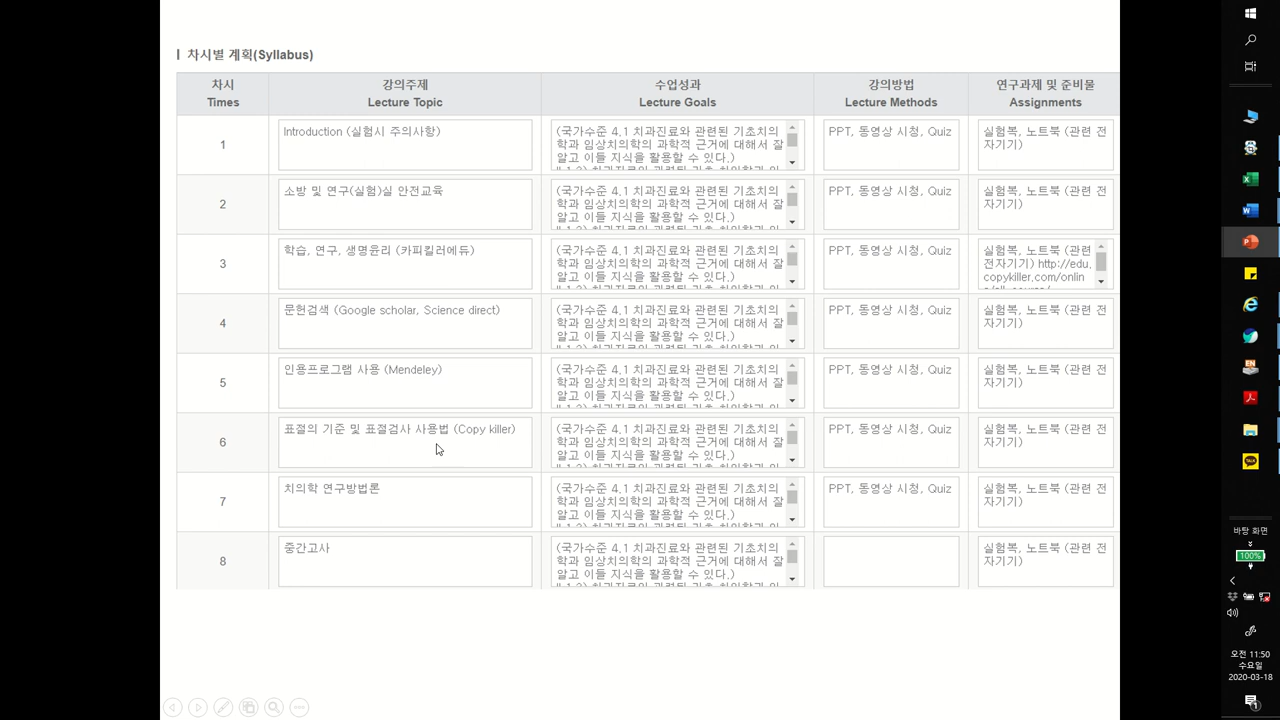 I 차시별 계획(Syllabus)
차시 강의주제 수업성과 강의방법 연구과제 및 준비물
Times Lecture Topic Lecture Goals Lecture Methods Assignments
1
Introduction (실험시 주의사항)
(국가수준 4.1 치과진료와 관련된 기초치의
학과 임상치의학의 과학적 근거에 대해서 잘
알고 이들 지식을 활용할 수 있다.)
PPT, 동영상 시청, Quiz
실험복, 노트북 (관련 전
자기기)
2
소방 및 연구(실험)실 안전교육
(국가수준 4.1 치과진료와 관련된 기초치의
학과 임상치의학의 과학적 근거에 대해서 잘
알고 이들 지식을 활용할 수 있다.)
PPT, 동영상 시청, Quiz
실험복, 노트북 (관련 전
자기기)
3
학습, 연구, 생명윤리 (카피킬러에듀)
(국가수준 4.1 치과진료와 관련된 기초치의
학과 임상치의학의 과학적 근거에 대해서 잘
알고 이들 지식을 활용할 수 있다.)
PPT, 동영상 시청, Quiz
실험복, 노트북 (관련
전자기기) http://edu.
copykiller.com/onlin
4
문헌검색 (Google scholar, Science direct)
(국가수준 4.1 치과진료와 관련된 기초치의
학과 임상치의학의 과학적 근거에 대해서 잘
알고 이들 지식을 활용할 수 있다.)
PPT, 동영상 시청, Quiz
실험복, 노트북 (관련 전
자기기)
5
인용프로그램 사용 (Mendeley)
(국가수준 4.1 치과진료와 관련된 기초치의
학과 임상치의학의 과학적 근거에 대해서 잘
알고 이들 지식을 활용할 수 있다.)
PPT, 동영상 시청, Quiz
실험복, 노트북 (관련 전
자기기)
6
표절의 기준 및 표절검사 사용법 (Copy killer)
(국가수준 4.1 치과진료와 관련된 기초치의
학과 임상치의학의 과학적 근거에 대해서 잘
알고 이들 지식을 활용할 수 있다.)
PPT, 동영상 시청, Quiz
실험복, 노트북 (관련 전
자기기)
7
치의학 연구방법론
(국가수준 4.1 치과진료와 관련된 기초치의
학과 임상치의학의 과학적 근거에 대해서 잘
알고 이들 지식을 활용할 수 있다.)
PPT, 동영상 시청, Quiz
실험복, 노트북 (관련 전
자기기)
8
중간고사
(국가수준 4.1 치과진료와 관련된 기초치의
학과 임상치의학의 과학적 근거에 대해서 잘
알고 이들 지식을 활용할 수 있다.)
실험복, 노트북 (관련 전
자기기)
EN
TALK
바탕 화면
100%
오전 11:50
수요일
2020-03-18
1